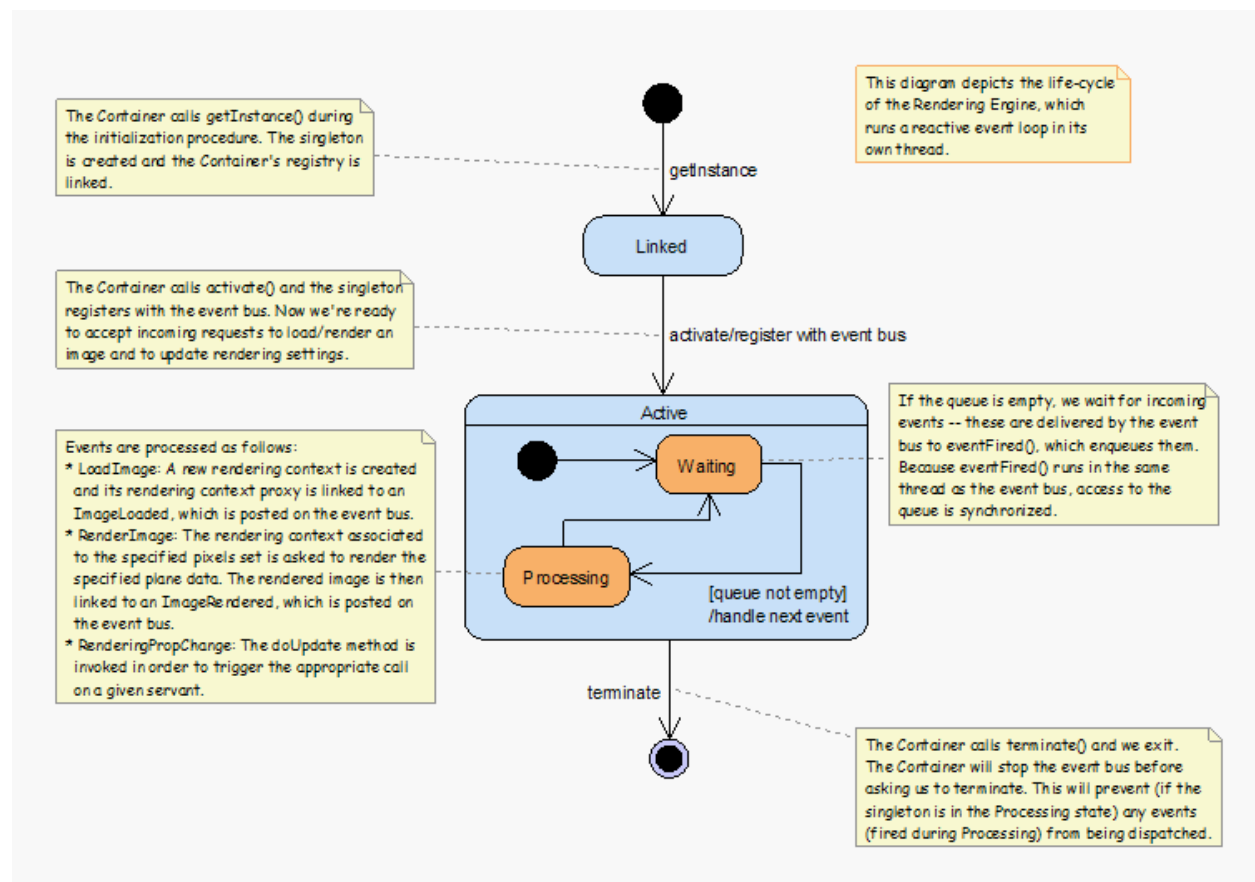 This diagram depicts the life-cycle
of the Rendering Engine, which
runs a reactive event loop in its
own thread.
The Container calls getInstance() during
the initialization procedure. The singleton
is created and the Container's registry is
linked.
getInstance
Linked
The Container calls activate() and the singleton
registers with the event bus. Now we're ready
to accept incoming requests to load/render an
image and to update rendering settings.
activate/register with event bus
Active
Waiting
Processing
[queue not empty]
/handle next event
If the queue is empty, we wait for incoming
events -- these are delivered by the event
bus to eventFired(), which enqueues them.
Because eventFired() runs in the same
thread as the event bus, access to the
queue is synchronized.
Events are processed as follows:
* LoadImage: A new rendering context is created
and its rendering context proxy is linked to an
ImageLoaded, which is posted on the event bus.
* RenderImage: The rendering context associated
to the specified pixels set is asked to render the
specified plane data. The rendered image is then
linked to an ImageRendered, which is posted on
the event bus.
* RenderingPropChange: The doUpdate method is
invoked in order to trigger the appropriate call
on a given servant.
terminate
The Container calls terminate() and we exit.
The Container will stop the event bus before
asking us to terminate. This will prevent (if the
singleton is in the Processing state) any events
(fired during Processing) from being dispatched.